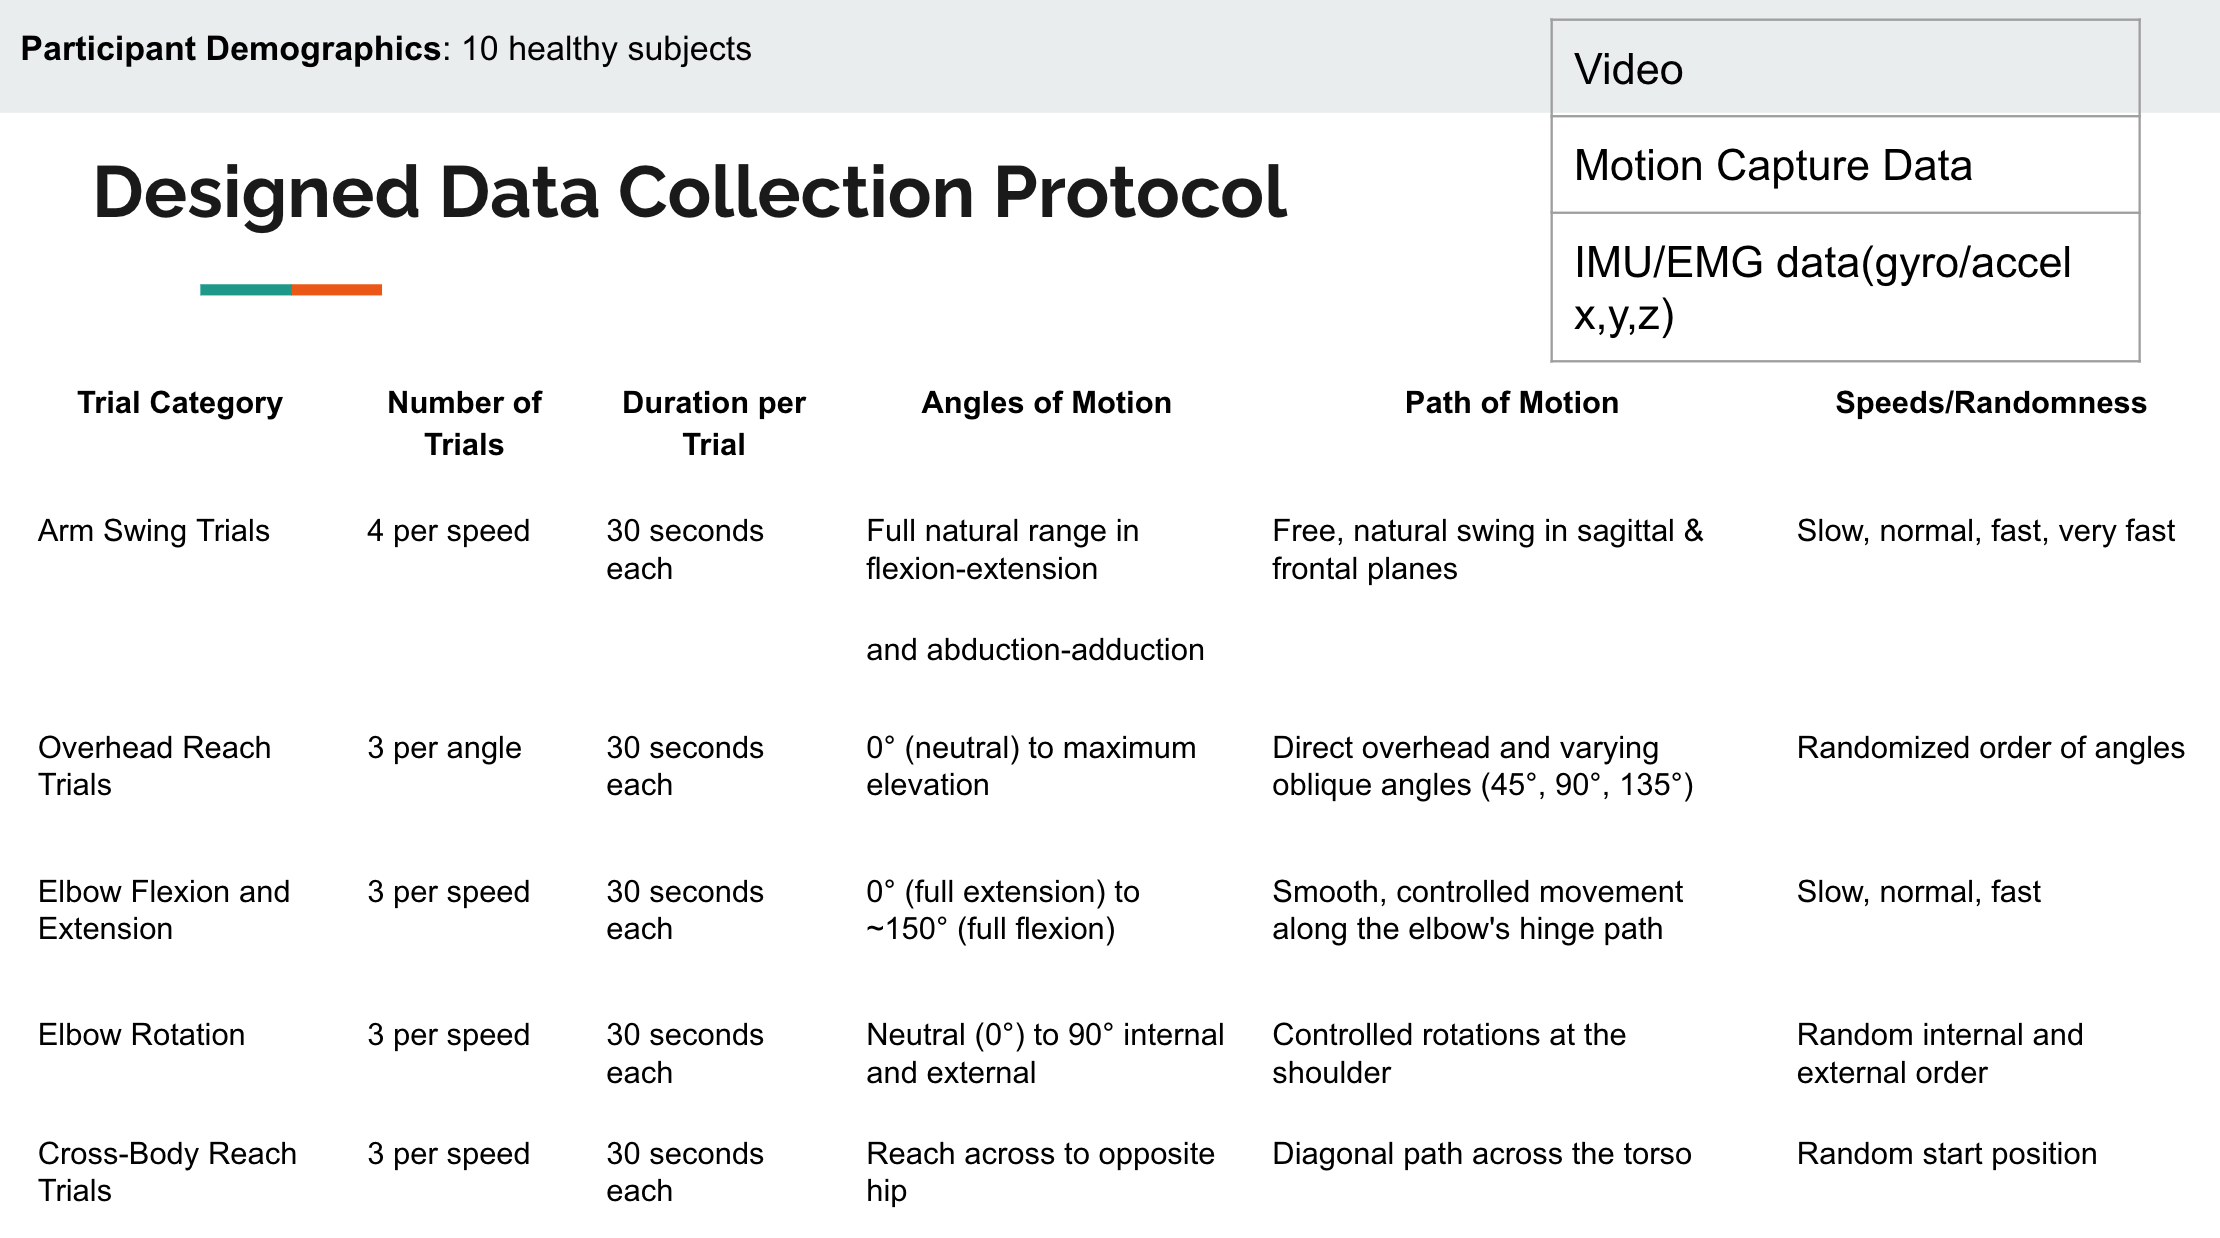 Participant Demographics: 10 healthy subjects
Video
Motion Capture Data
IMU/EMG data(gyro/accel
x,y,z)
Designed Data Collection Protocol
Trial Category
Number of
Trials
Duration per
Trial
Angles of Motion
Path of Motion
Speeds/Randomness
Arm Swing Trials
4 per speed
30 seconds
each
Full natural range in
flexion-extension
and abduction-adduction
Free, natural swing in sagittal &
frontal planes
Slow, normal, fast, very fast
Overhead Reach
Trials
3 per angle
30 seconds
each
0° (neutral) to maximum
elevation
Direct overhead and varying
oblique angles (45°, 90°, 135°)
Randomized order of angles
Elbow Flexion and
Extension
3 per speed
30 seconds
each
0° (full extension) to
~150° (full flexion)
Smooth, controlled movement
along the elbow's hinge path
Slow, normal, fast
Elbow Rotation
3 per speed
30 seconds
each
Neutral (0°) to 90° internal
and external
Controlled rotations at the
shoulder
Random internal and
external order
Cross-Body Reach
Trials
3 per speed
30 seconds
each
Reach across to opposite
hip
Diagonal path across the torso
Random start position